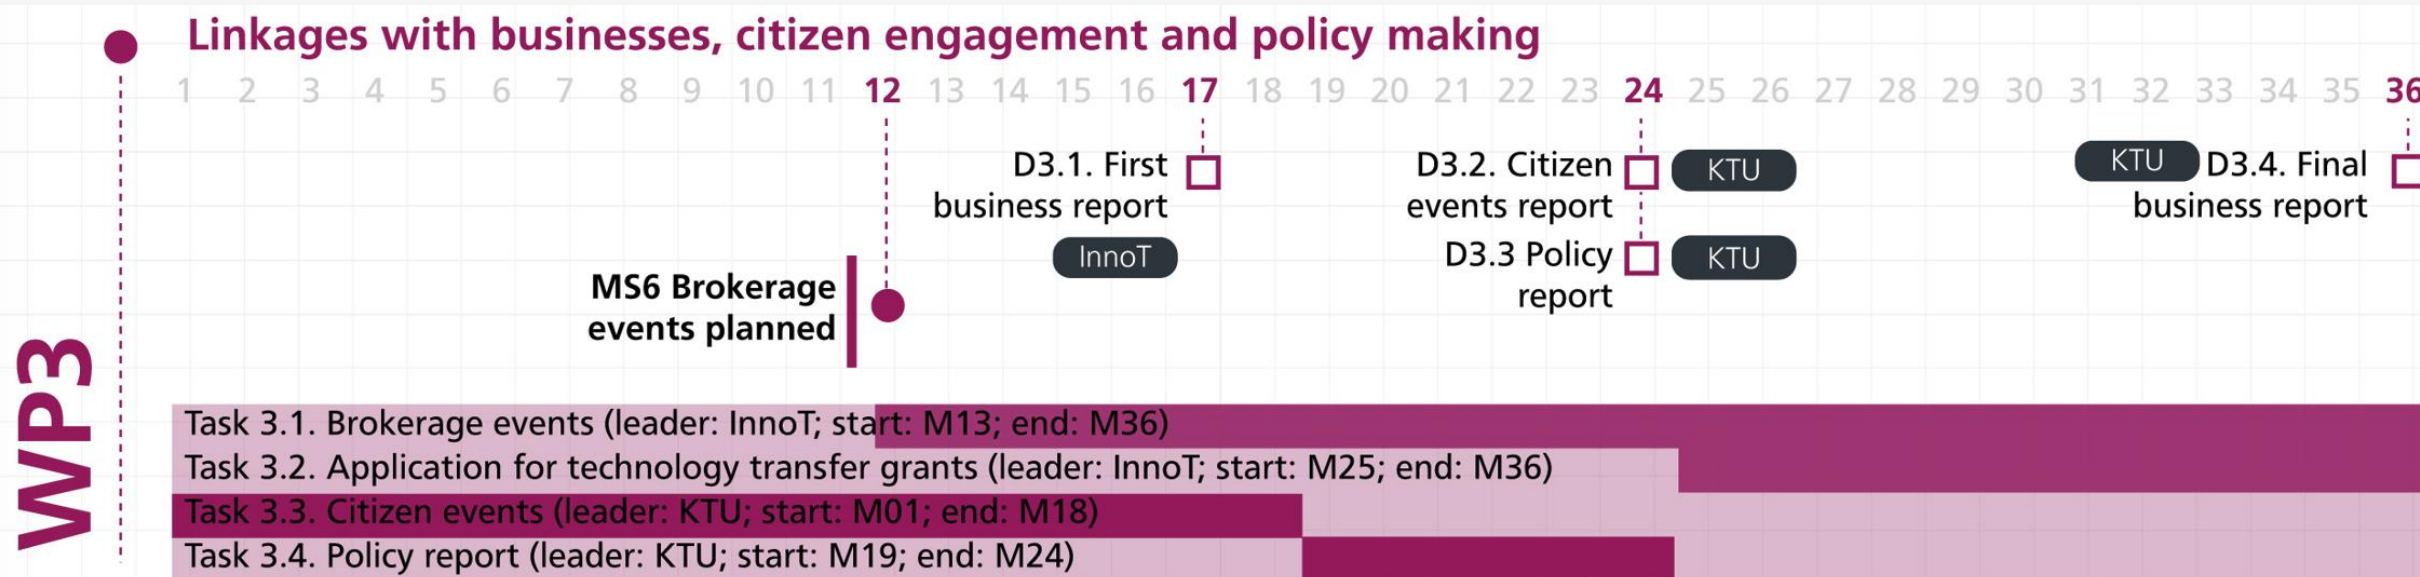 Linkages with businesses, citizen engagement and policy making
1 2 3 4 5 6 7 8 9 10 11 12 13 14 15 16 17 18 19 20 21 22 23 24 25 26 27 28 29 30 31 32 33 34 35 36
D3.1. First
business report
InnoT
D3.2. Citizen
events report
KTU
D3.3 Policy
report
KTU
KTU
D3.4. Final
business report
MS6 Brokerage
events planned
WP3
Task 3.1. Brokerage events (leader: InnoT; start: M13; end: M36)
Task 3.2. Application for technology transfer grants (leader: InnoT; start: M25; end: M36)
Task 3.3. Citizen events (leader: KTU; start: M01; end: M18)
Task 3.4. Policy report (leader: KTU; start: M19; end: M24)